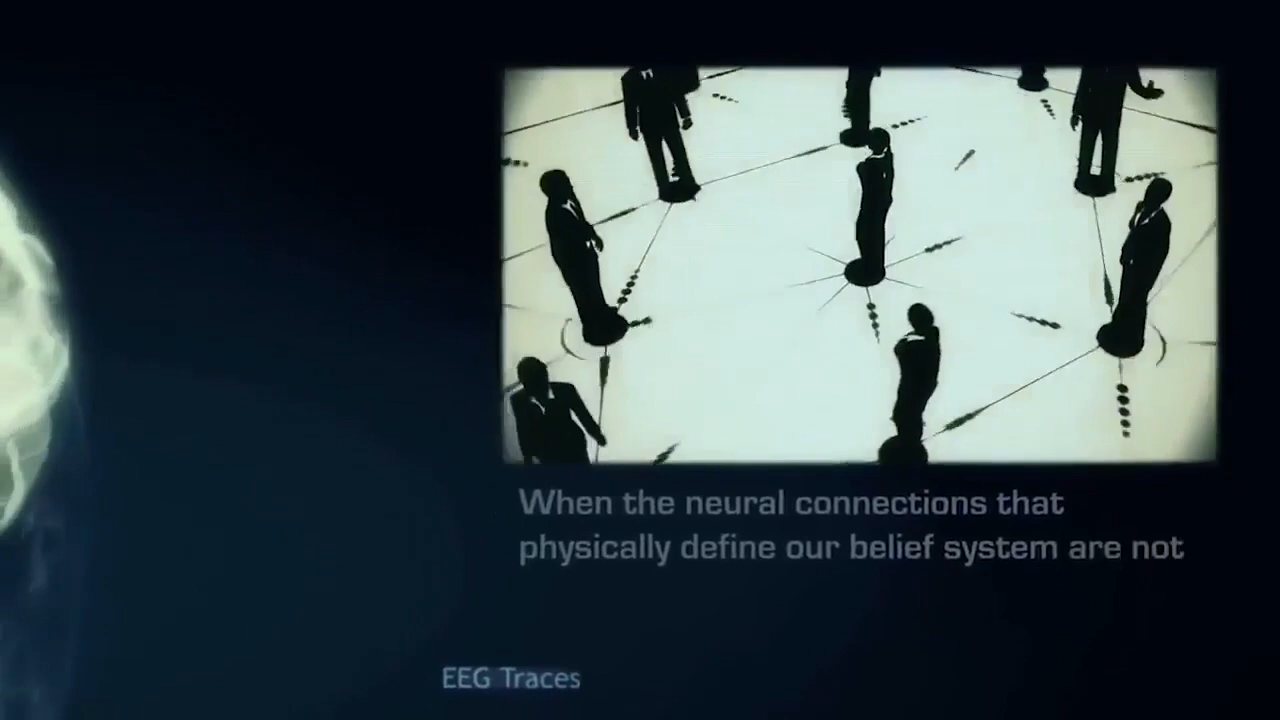 When the neural connections that
physically define our belief system are not
EEG Traces